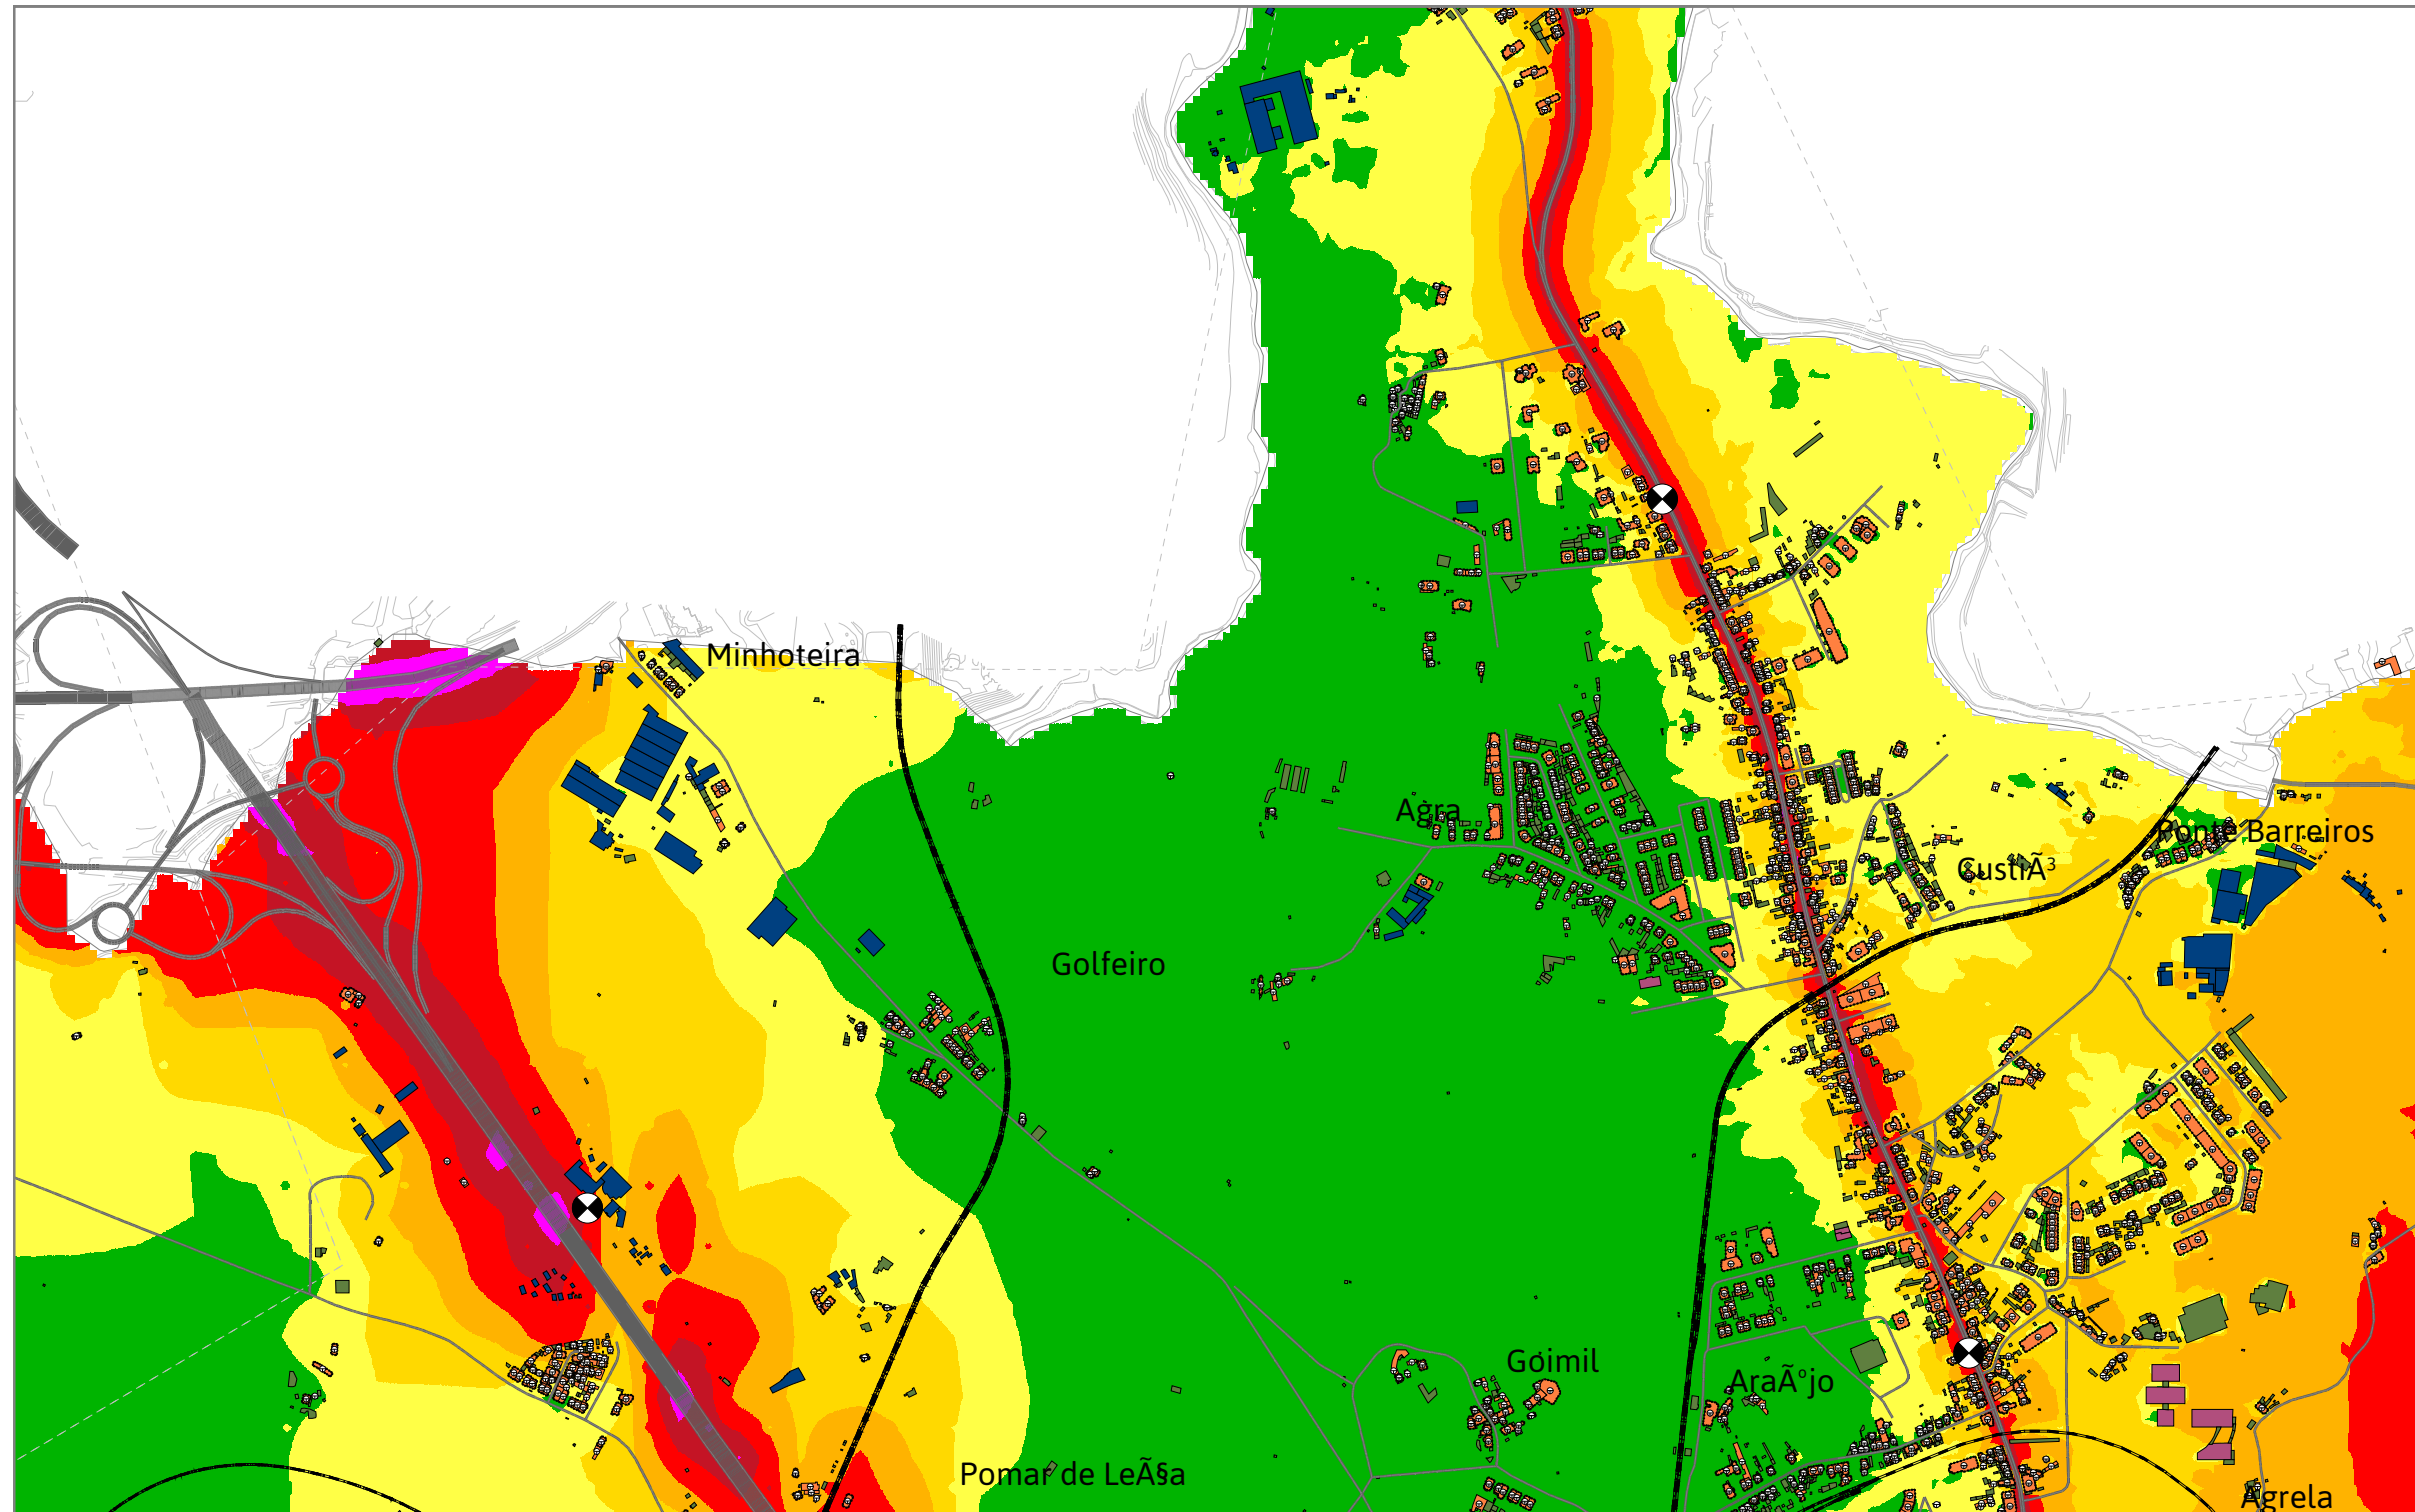 Minhoteira
Agra
Ponte Barreiros
CustiÃ³
Golfeiro
Goimil
AraÃºjo
Pomar de LeÃ§a
Agrela